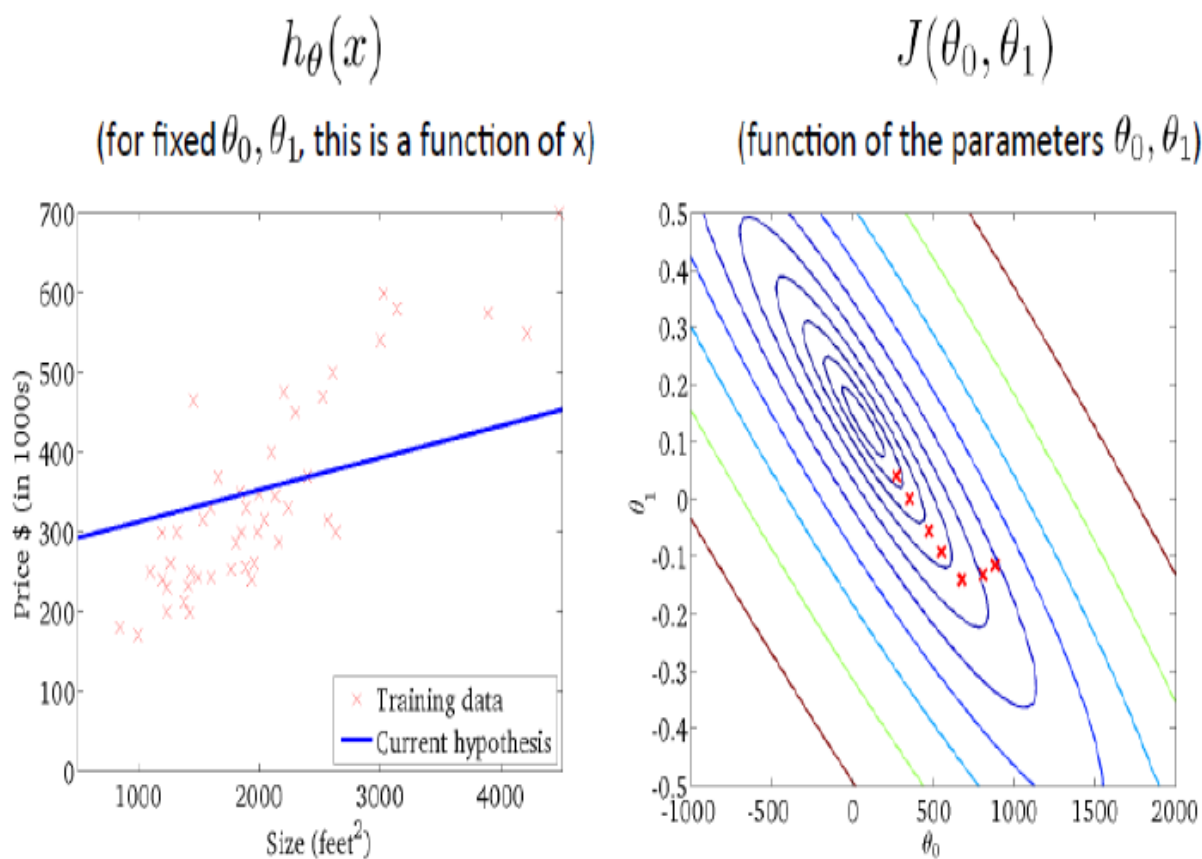 h_θ(x)
(for fixed θ₀, θ₁, this is a function of x)
700
600
500
400
300
200
100
0
Price $ (in 1000s)
1000 2000 3000 4000
Size (feet²)
Training data
Current hypothesis
J(θ₀, θ₁)
(function of the parameters θ₀, θ₁)
0.5
0.4
0.3
0.2
0.1
0
-0.1
-0.2
-0.3
-0.4
-0.5
θ₁
-1000 -500 0 500 1000 1500 2000
θ₀